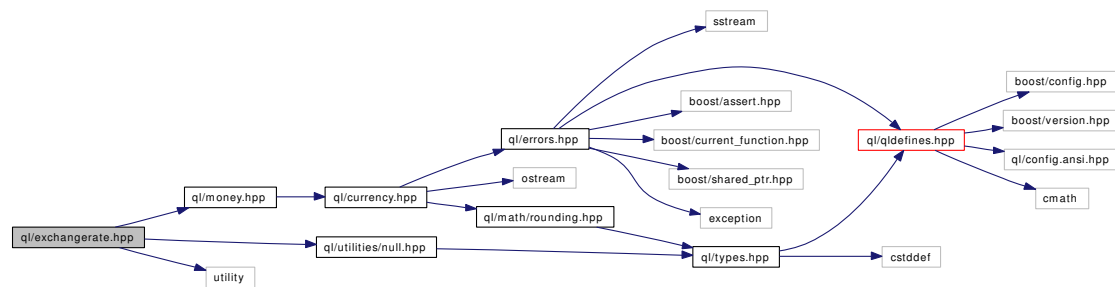 sstream
boost/config.hpp
boost/assert.hpp
boost/version.hpp
ql/errors.hpp
boost/current_function.hpp
ql/qldefines.hpp
ql/config.ansi.hpp
ostream
boost/shared_ptr.hpp
ql/money.hpp
ql/currency.hpp
cmath
ql/math/rounding.hpp
exception
ql/exchangerate.hpp
ql/utilities/null.hpp
ql/types.hpp
cstddef
utility